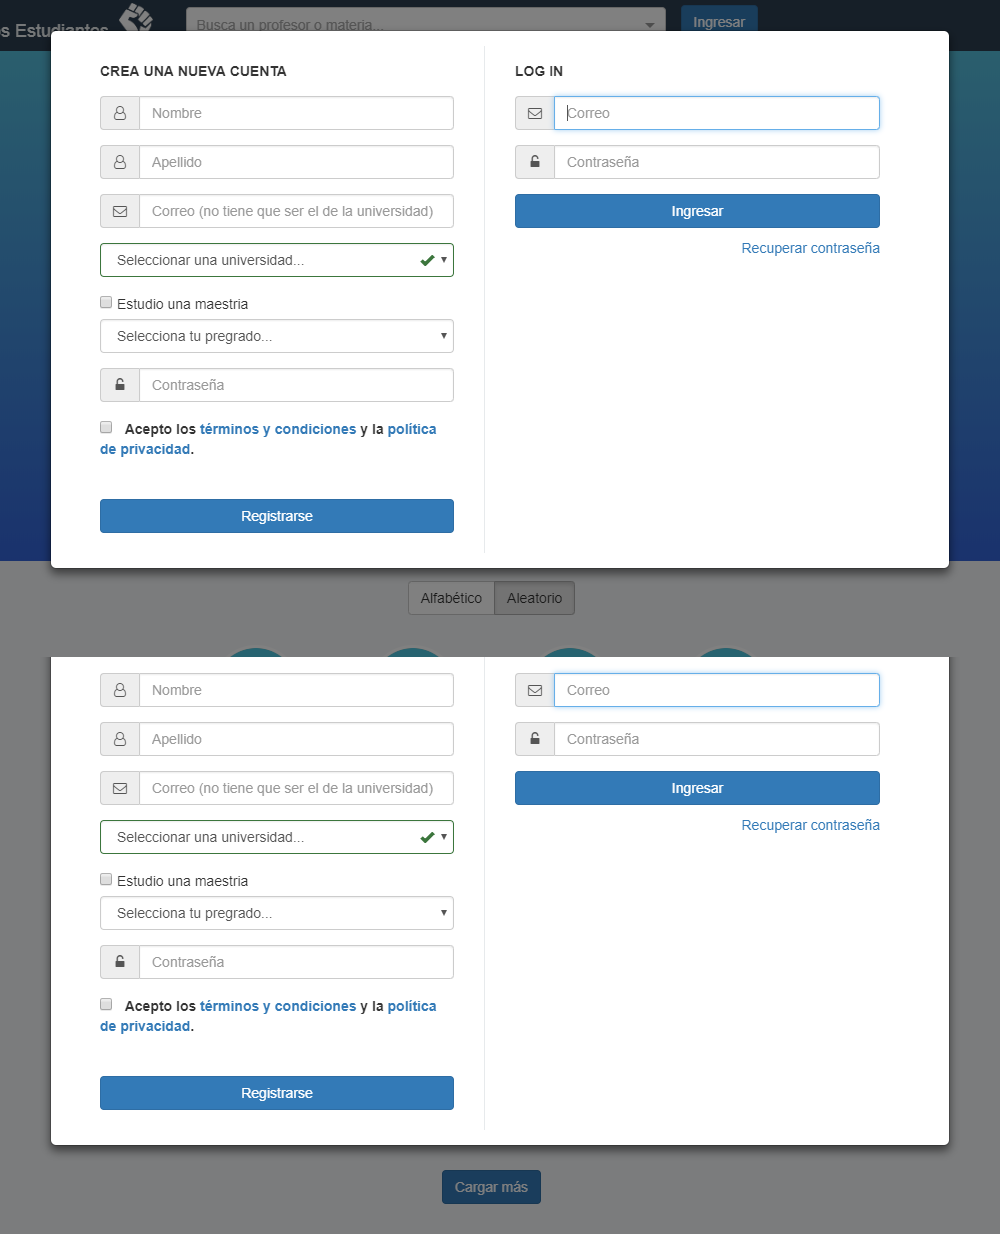 os Estudiantes
Busca un profesor o materia...
Ingresar
CREA UNA NUEVA CUENTA
Nombre
Apellido
Correo (no tiene que ser el de la universidad)
Seleccionar una universidad...
Estudio una maestria
Selecciona tu pregrado...
Contraseña
Acepto los términos y condiciones y la política
de privacidad.
Registrarse
LOG IN
Correo
Contraseña
Ingresar
Recuperar contraseña
Alfabético
Aleatorio
Nombre
Apellido
Correo (no tiene que ser el de la universidad)
Seleccionar una universidad...
Estudio una maestria
Selecciona tu pregrado...
Contraseña
Acepto los términos y condiciones y la política
de privacidad.
Registrarse
Correo
Contraseña
Ingresar
Recuperar contraseña
Cargar más